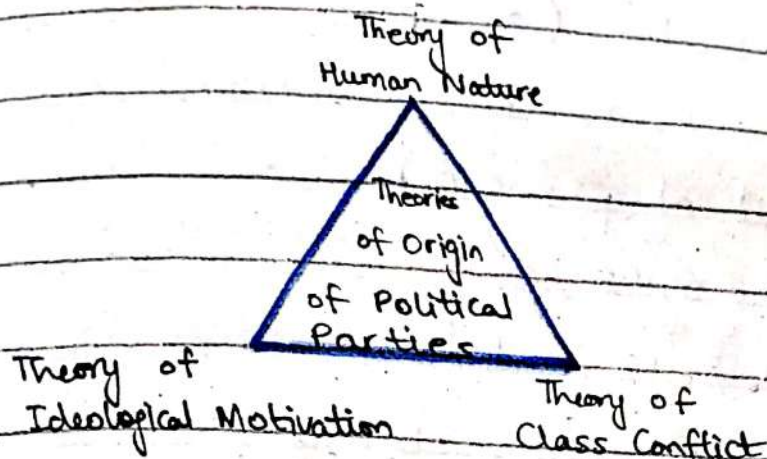 Theory of
Human Nature
Theories
of Origin
of Political
Parties
Theory of
Ideological Motivation
Theory of
Class Conflict